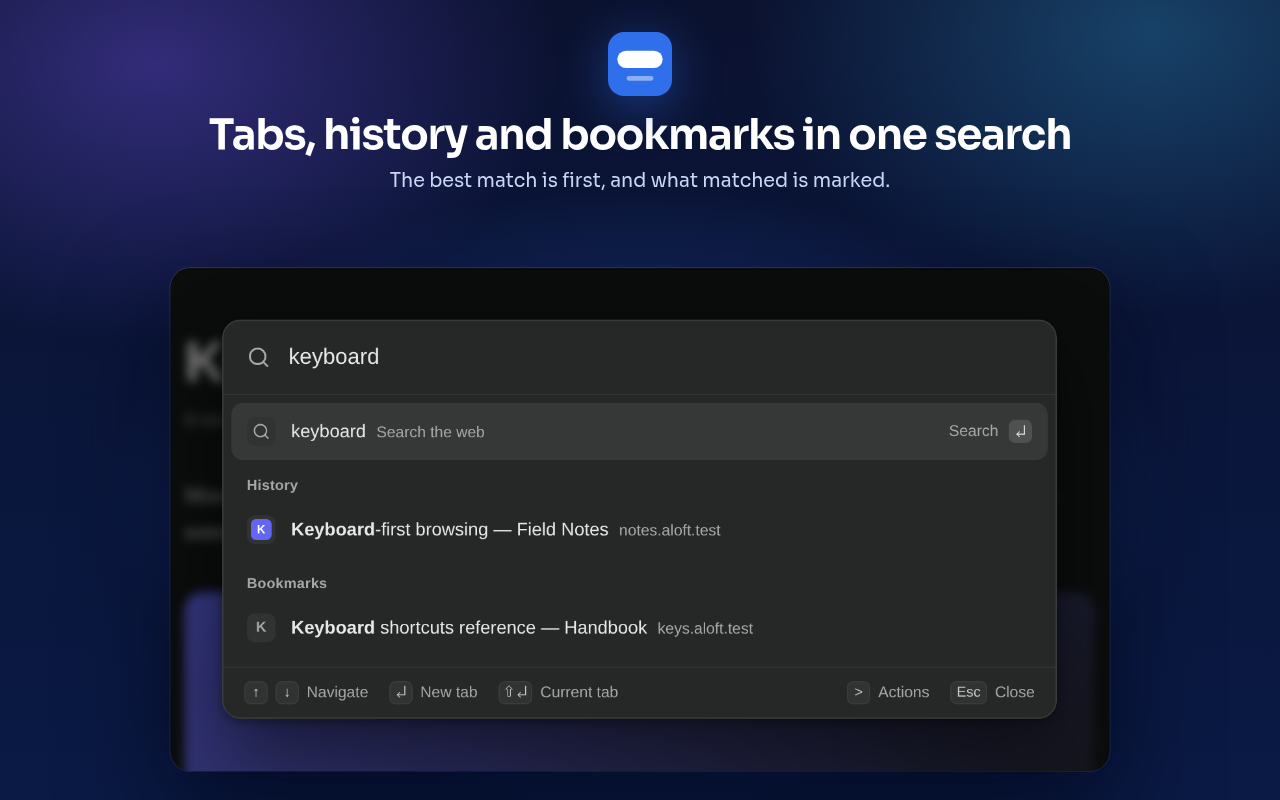 Tabs, history and bookmarks in one search
The best match is first, and what matched is marked.
keyboard
keyboard Search the web Search ↲
History
K Keyboard-first browsing — Field Notes notes.aloft.test
Bookmarks
K Keyboard shortcuts reference — Handbook keys.aloft.test
↑ ↓ Navigate ↲ New tab ⇧↲ Current tab > Actions Esc Close